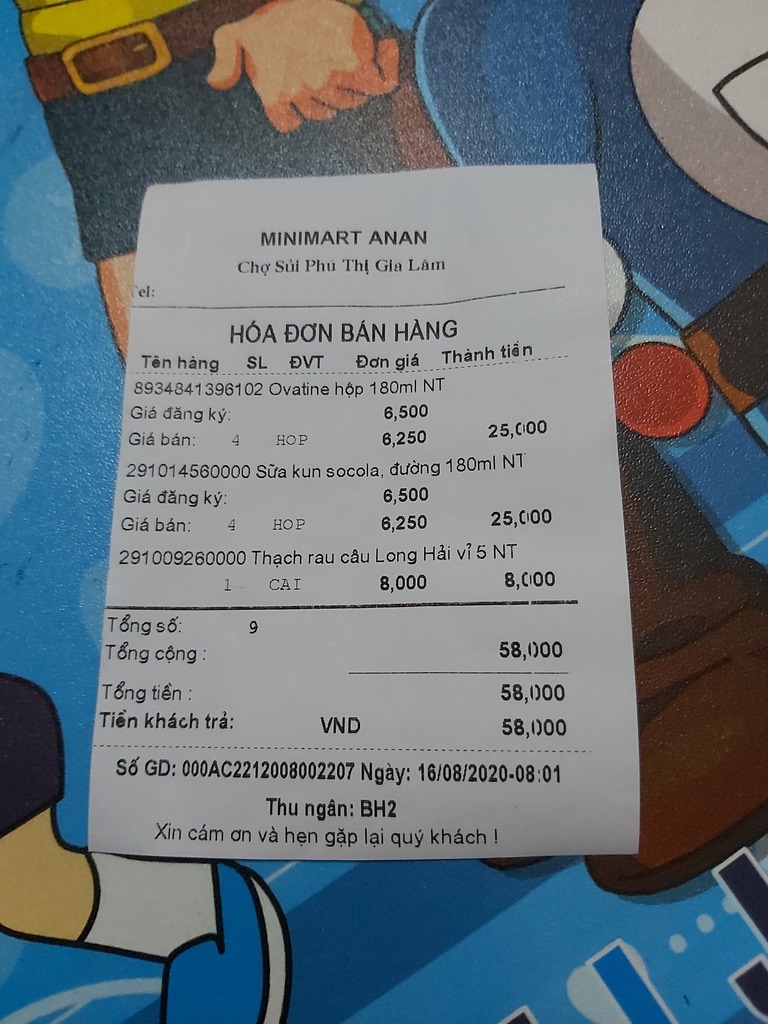 MINIMART ANAN
Chợ Sủi Phú Thị Gia Lâm
Tel:
HÓA ĐƠN BÁN HÀNG
Tên hàng SL ĐVT Đơn giá Thành tiền
8934841396102 Ovatine hộp 180ml NT
Giá đăng ký: 6,500
Giá bán: 4 HOP 6,250 25,000
291014560000 Sữa kun socola, đường 180ml NT
Giá đăng ký: 6,500
Giá bán: 4 HOP 6,250 25,000
291009260000 Thạch rau câu Long Hải vỉ 5 NT
1 CAI 8,000 8,000
Tổng số: 9
Tổng cộng : 58,000
Tổng tiền : 58,000
Tiền khách trả: VND 58,000
Số GD: 000AC2212008002207 Ngày: 16/08/2020-08:01
Thu ngân: BH2
Xin cám ơn và hẹn gặp lại quý khách !